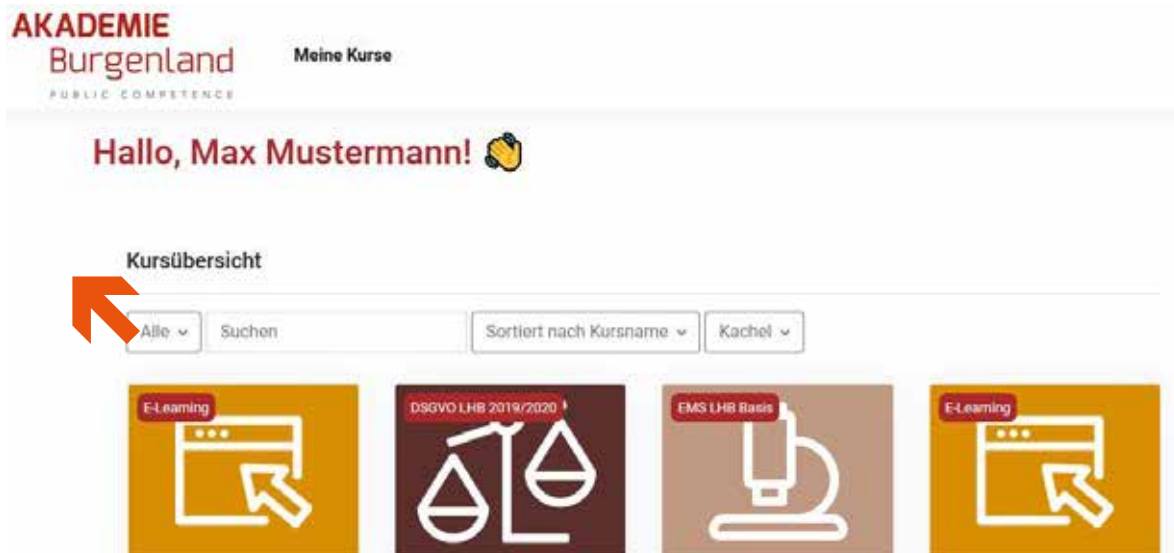 AKADEMIE
Burgenland
PUBLIC COMPETENCE
Meine Kurse
Hallo, Max Mustermann! 👏
Kursübersicht
Alle
Suchen
Sortiert nach Kursname
Kachel
E-Learning
DSGVO LHB 2019/2020
EMS LHB Basis
E-Learning